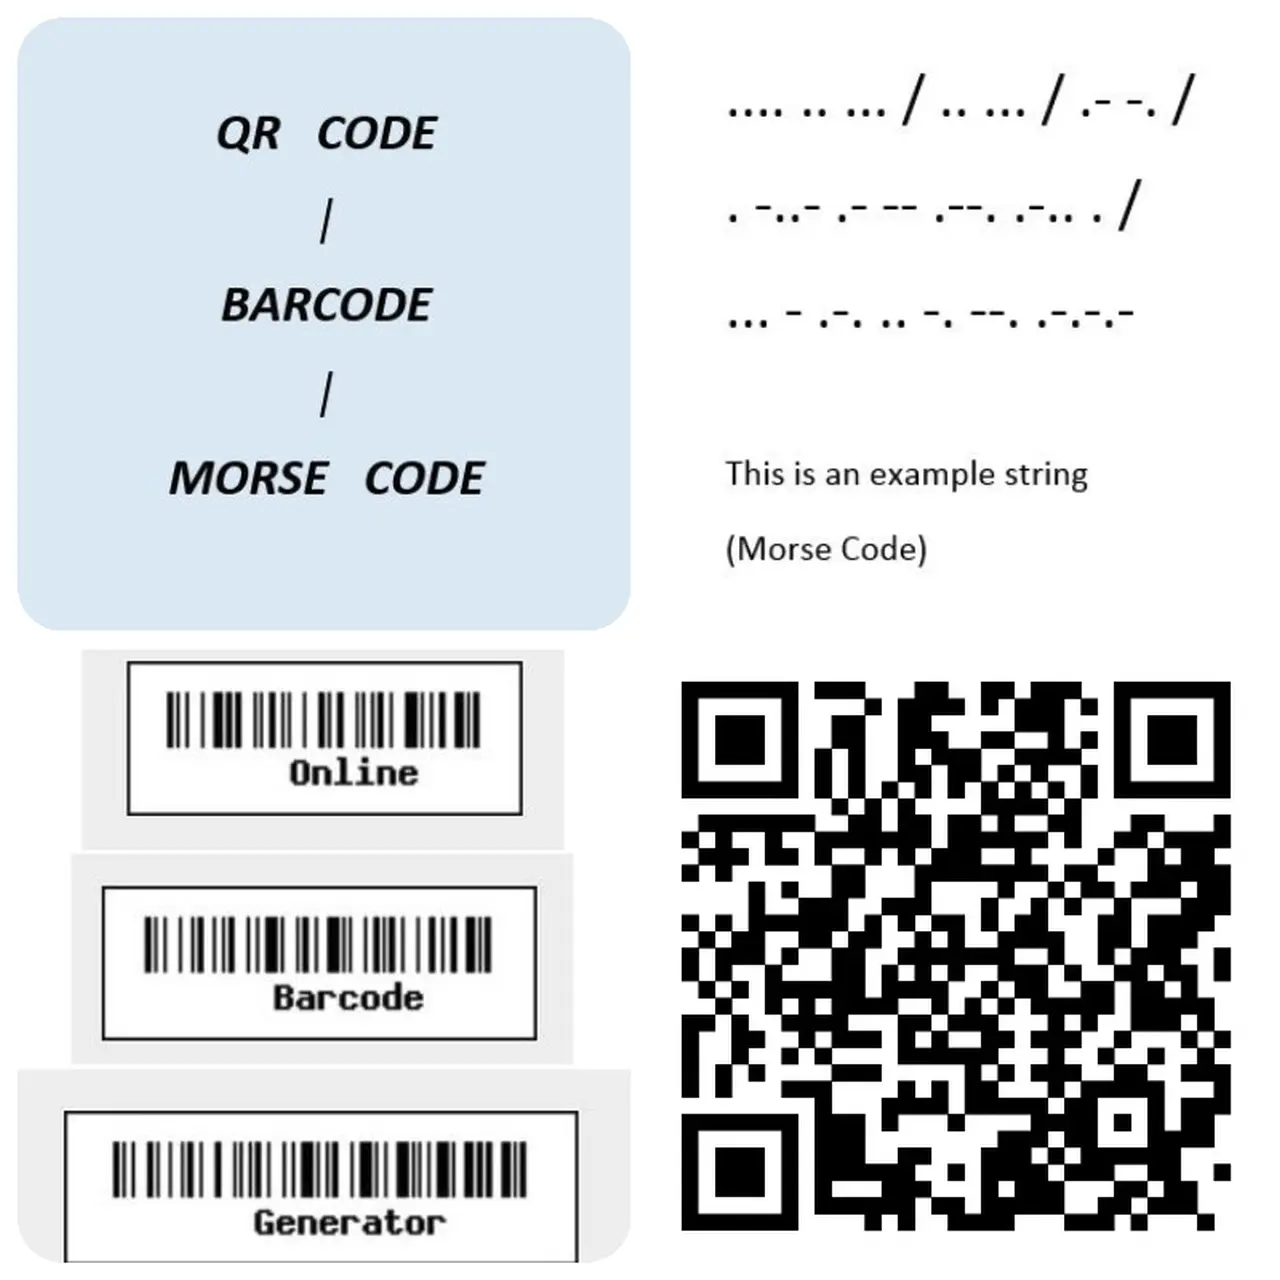 QR CODE
/
BARCODE
/
MORSE CODE
.... .. ... / .. ... / .- -. /
. -..- .- -- .--. .-.. . /
... - .-. .. -. --. .-.-.-
This is an example string
(Morse Code)
Online
Barcode
Generator